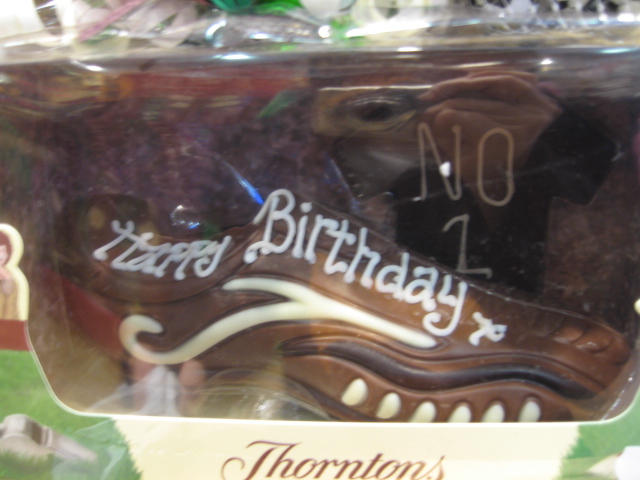 NO
1
Happy Birthday x
Thorntons